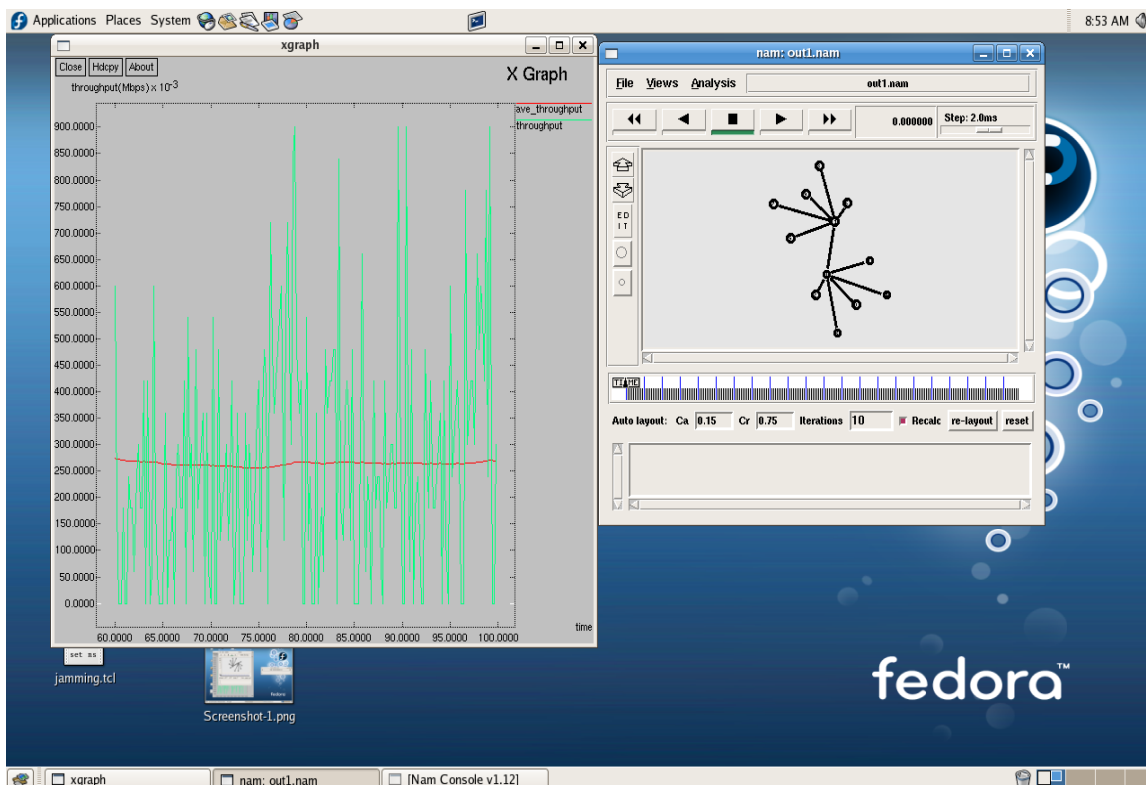 Applications Places System
8:53 AM
xgraph
Close Hdcpy About
X Graph
throughput(Mbps) x 10-3
ave_throughput
throughput
900.0000
850.0000
800.0000
750.0000
700.0000
650.0000
600.0000
550.0000
500.0000
450.0000
400.0000
350.0000
300.0000
250.0000
200.0000
150.0000
100.0000
50.0000
0.0000
time
60.0000 65.0000 70.0000 75.0000 80.0000 85.0000 90.0000 95.0000 100.0000
nam: out1.nam
File Views Analysis out1.nam
0.000000 Step: 2.0ms
ED
IT
TIME
Auto layout: Ca 0.15 Cr 0.75 Iterations 10 Recalc re-layout reset
set as
jamming.tcl
Screenshot-1.png
fedora™
xgraph
nam: out1.nam
[Nam Console v1.12]